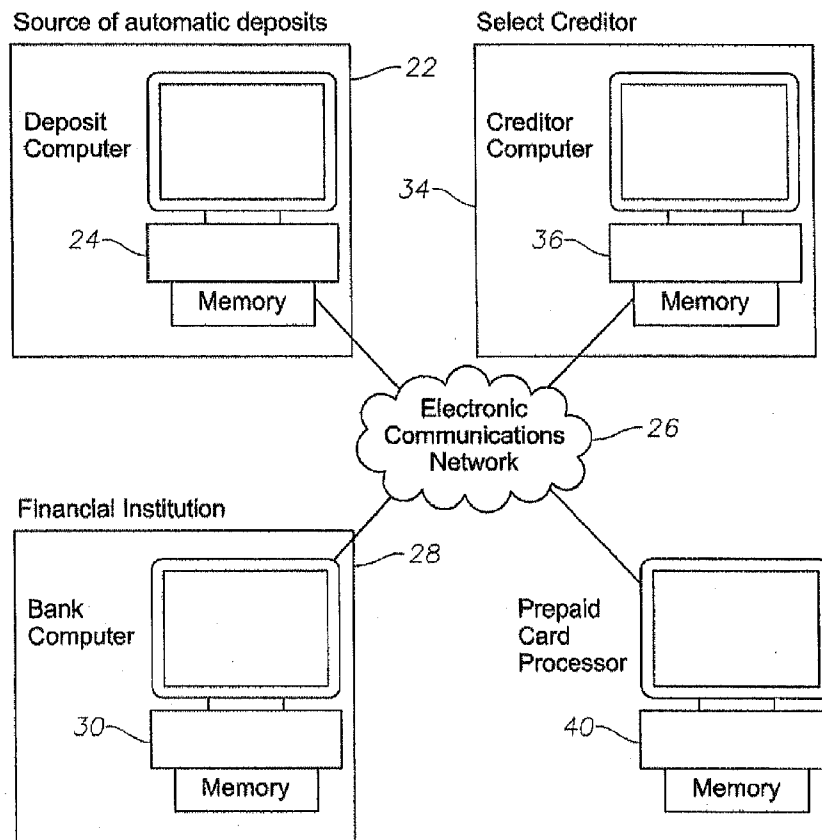 Source of automatic deposits
Select Creditor
22
Deposit
Computer
Creditor
Computer
34
24
36
Memory
Memory
Electronic
Communications
Network
26
Financial Institution
28
Bank
Computer
Prepaid
Card
Processor
30
40
Memory
Memory